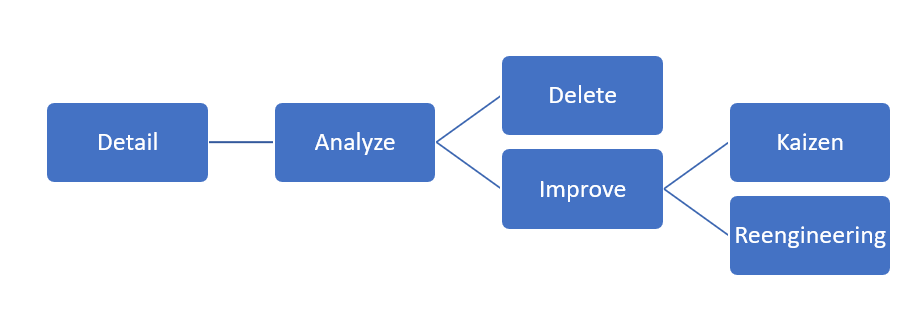 Detail
Analyze
Delete
Improve
Kaizen
Reengineering